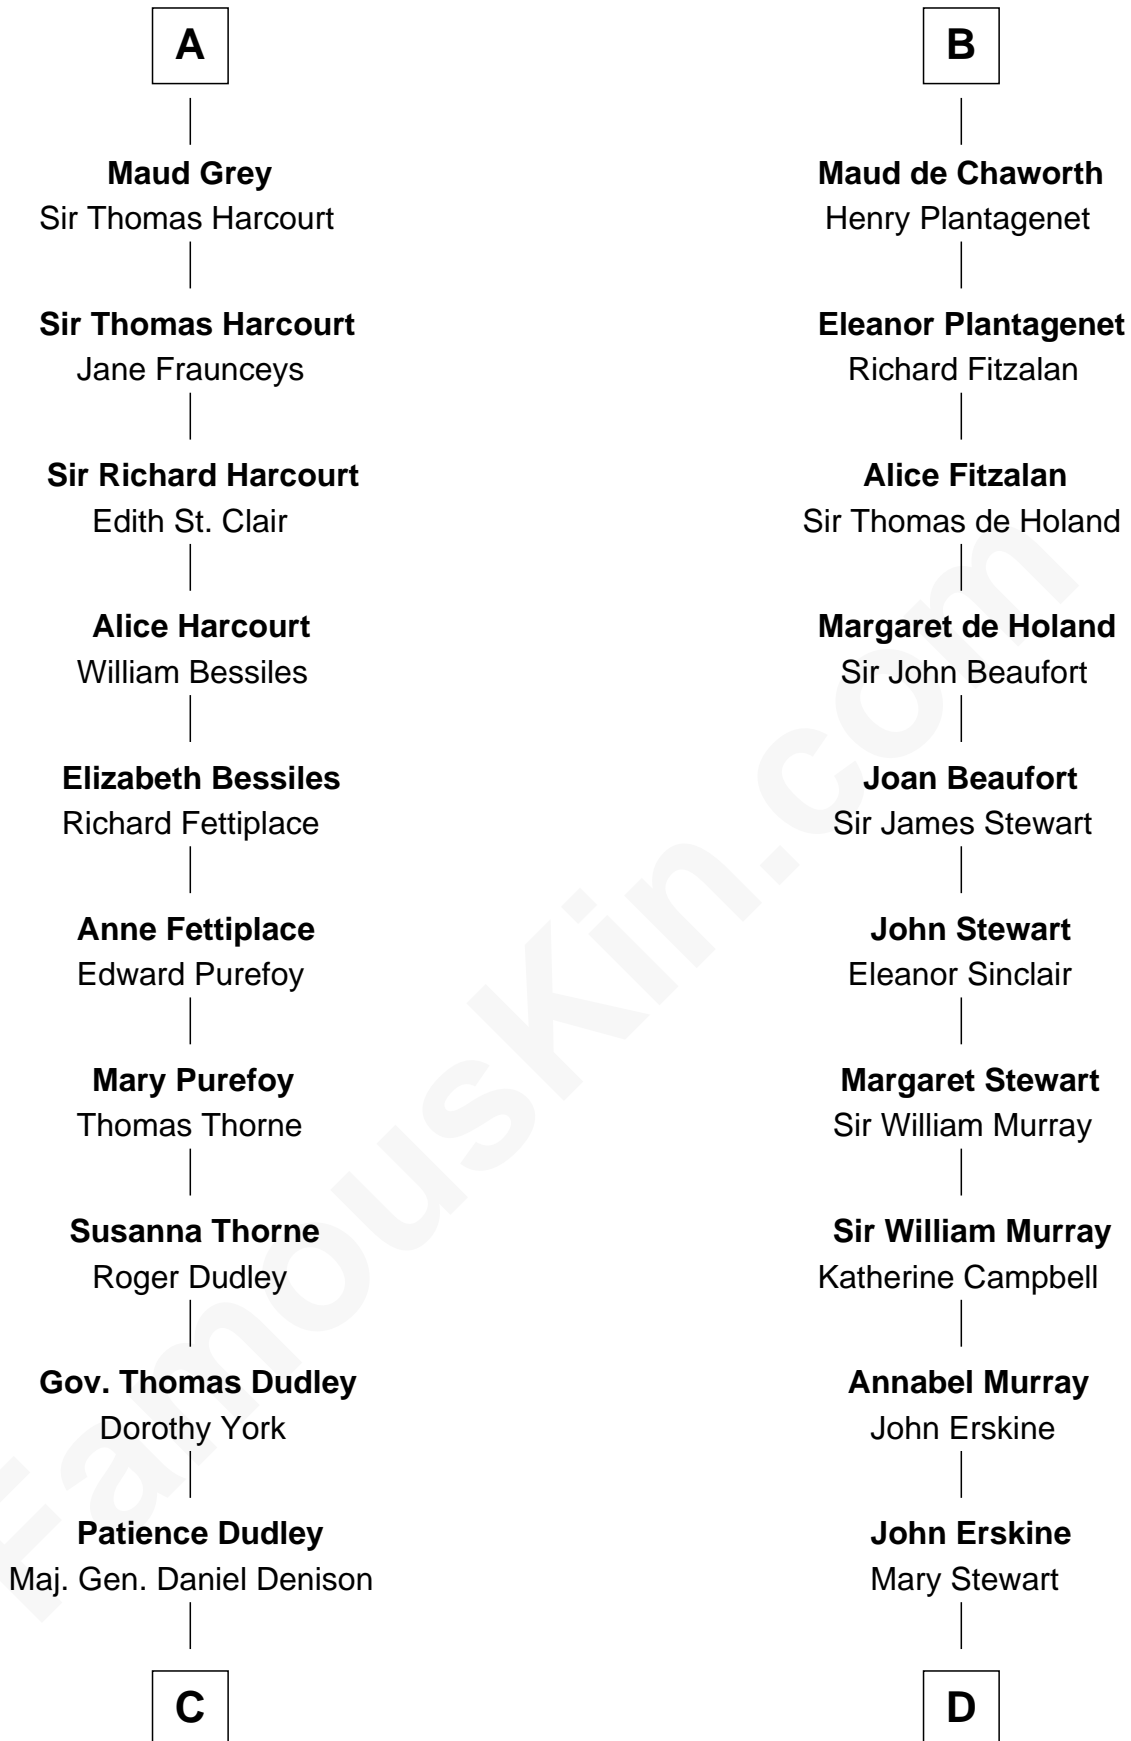 A
Maud Grey
Sir Thomas Harcourt
Sir Thomas Harcourt
Jane Fraunceys
Sir Richard Harcourt
Edith St. Clair
Alice Harcourt
William Bessiles
Elizabeth Bessiles
Richard Fettiplace
Anne Fettiplace
Edward Purefoy
Mary Purefoy
Thomas Thorne
Susanna Thorne
Roger Dudley
Gov. Thomas Dudley
Dorothy York
Patience Dudley
Maj. Gen. Daniel Denison
C
B
Maud de Chaworth
Henry Plantagenet
Eleanor Plantagenet
Richard Fitzalan
Alice Fitzalan
Sir Thomas de Holand
Margaret de Holand
Sir John Beaufort
Joan Beaufort
Sir James Stewart
John Stewart
Eleanor Sinclair
Margaret Stewart
Sir William Murray
Sir William Murray
Katherine Campbell
Annabel Murray
John Erskine
John Erskine
Mary Stewart
D
FamousKin.com